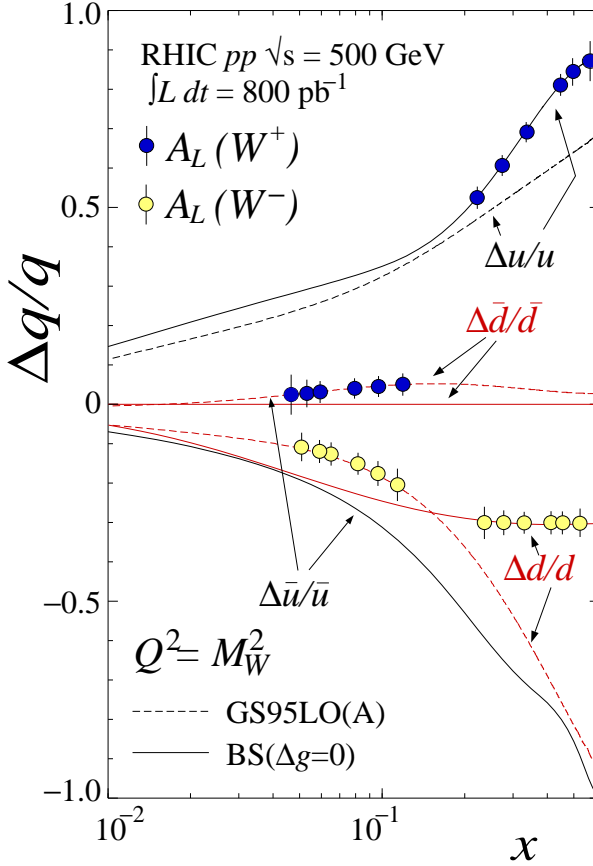 1.0
RHIC pp √s = 500 GeV
∫L dt = 800 pb⁻¹
A_L (W⁺)
A_L (W⁻)
0.5
Δu/u
Δq/q
Δd̄/d̄
0
Δd/d
Δū/ū
−0.5
Q² = M_W²
GS95LO(A)
BS(Δg=0)
−1.0
10⁻²
10⁻¹
x